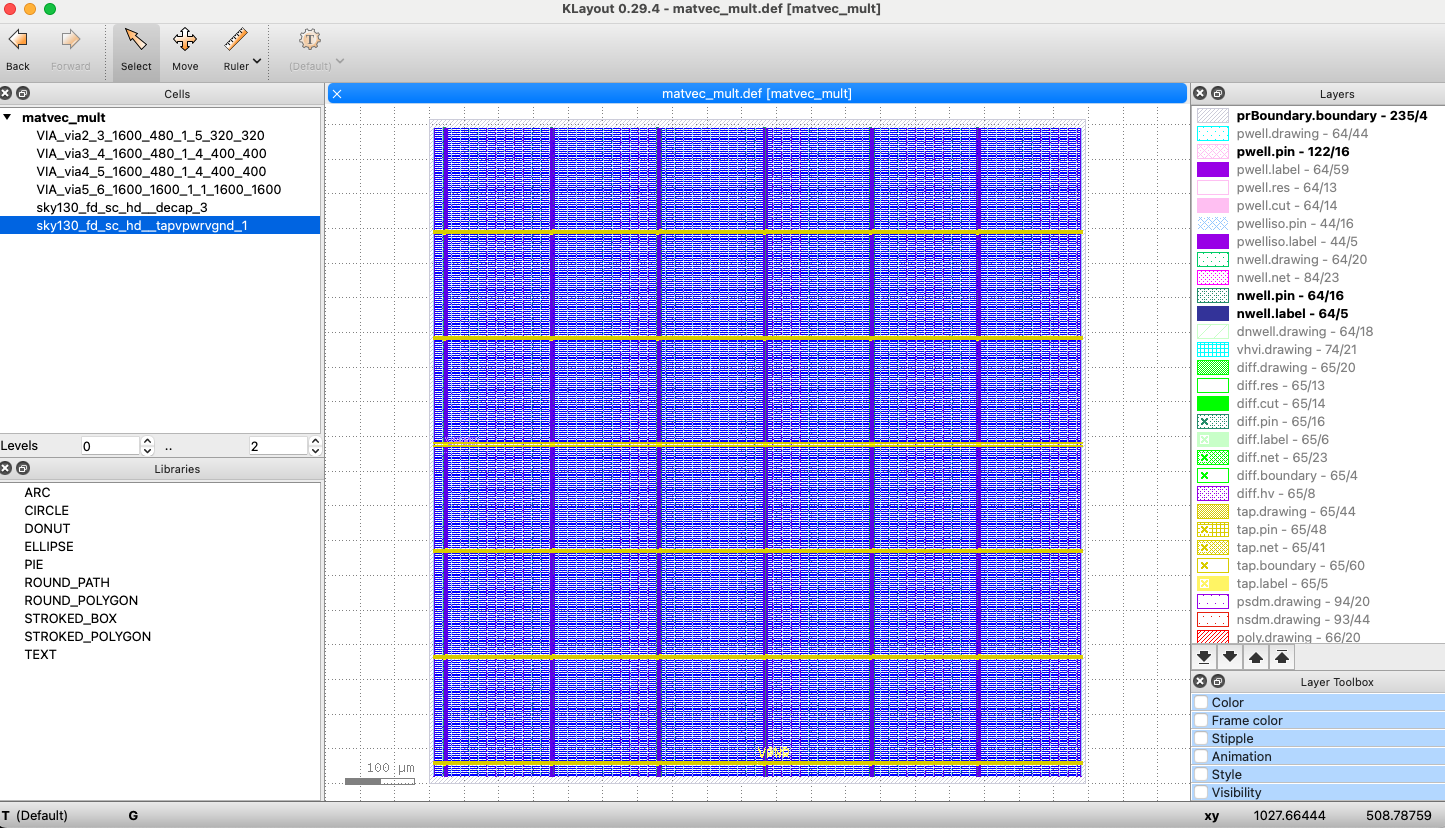 KLayout 0.29.4 - matvec_mult.def [matvec_mult]
Back
Forward
Select
Move
Ruler
T
(Default)
Cells
matvec_mult.def [matvec_mult]
Layers
matvec_mult
VIA_via2_3_1600_480_1_5_320_320
VIA_via3_4_1600_480_1_4_400_400
VIA_via4_5_1600_480_1_4_400_400
VIA_via5_6_1600_1600_1_1_1600_1600
sky130_fd_sc_hd__decap_3
sky130_fd_sc_hd__tapvpwrvgnd_1
Levels 0 .. 2
Libraries
ARC
CIRCLE
DONUT
ELLIPSE
PIE
ROUND_PATH
ROUND_POLYGON
STROKED_BOX
STROKED_POLYGON
TEXT
100 µm
prBoundary.boundary - 235/4
pwell.drawing - 64/44
pwell.pin - 122/16
pwell.label - 64/59
pwell.res - 64/13
pwell.cut - 64/14
pwelliso.pin - 44/16
pwelliso.label - 44/5
nwell.drawing - 64/20
nwell.net - 84/23
nwell.pin - 64/16
nwell.label - 64/5
dnwell.drawing - 64/18
vhvi.drawing - 74/21
diff.drawing - 65/20
diff.res - 65/13
diff.cut - 65/14
diff.pin - 65/16
diff.label - 65/6
diff.net - 65/23
diff.boundary - 65/4
diff.hv - 65/8
tap.drawing - 65/44
tap.pin - 65/48
tap.net - 65/41
tap.boundary - 65/60
tap.label - 65/5
psdm.drawing - 94/20
nsdm.drawing - 93/44
poly.drawing - 66/20
Layer Toolbox
Color
Frame color
Stipple
Animation
Style
Visibility
T (Default) G xy 1027.66444 508.78759